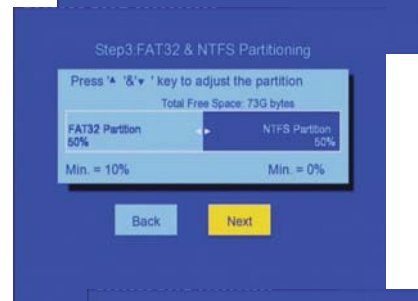 Step3:FAT32 & NTFS Partitioning
Press '▲ '&'▼ ' key to adjust the partition
Total Free Space: 73G bytes
FAT32 Partition NTFS Partition
50% 50%
Min. = 10% Min. = 0%
Back Next